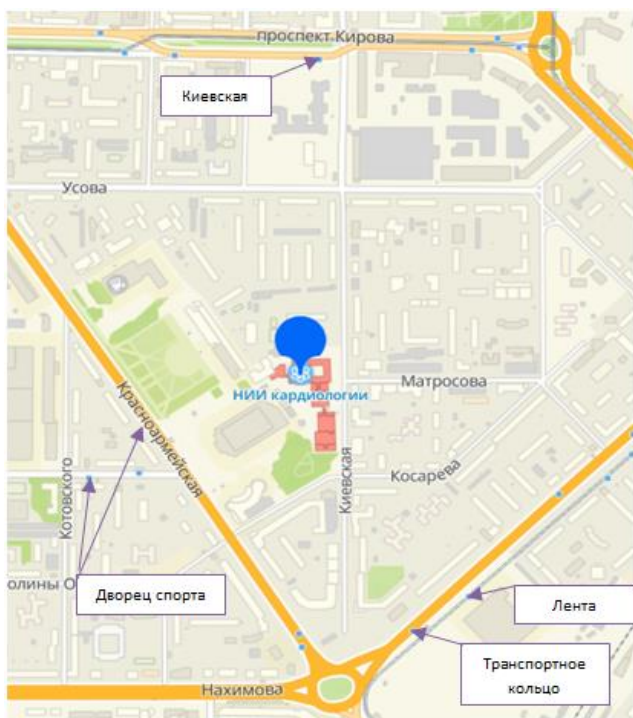 проспект Кирова
Киевская
Усова
Красноармейская
НИИ кардиологии
Матросова
Котовского
Киевская
Косарева
олины О
Дворец спорта
Лента
Транспортное
кольцо
Нахимова